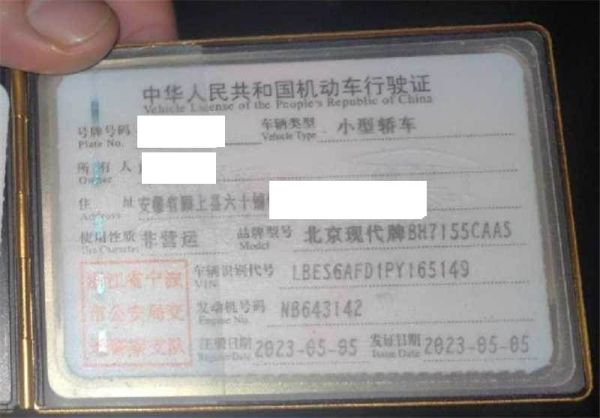 中华人民共和国机动车行驶证
Vehicle License of the People's Republic of China
号牌号码 车辆类型 小型轿车
Plate No. Vehicle Type
所有人
Owner
住 址 安徽省颍上县六十铺
Address
使用性质 非营运 品牌型号 北京现代牌BH7155CAAS
Use Character Model
浙江省宁波 车辆识别代号 LBES6AFD1PY165149
VIN
市公安局交 发动机号码 NB643142
Engine No.
通警察支队 注册日期 2023-05-05 发证日期 2023-05-05
Register Date Issue Date